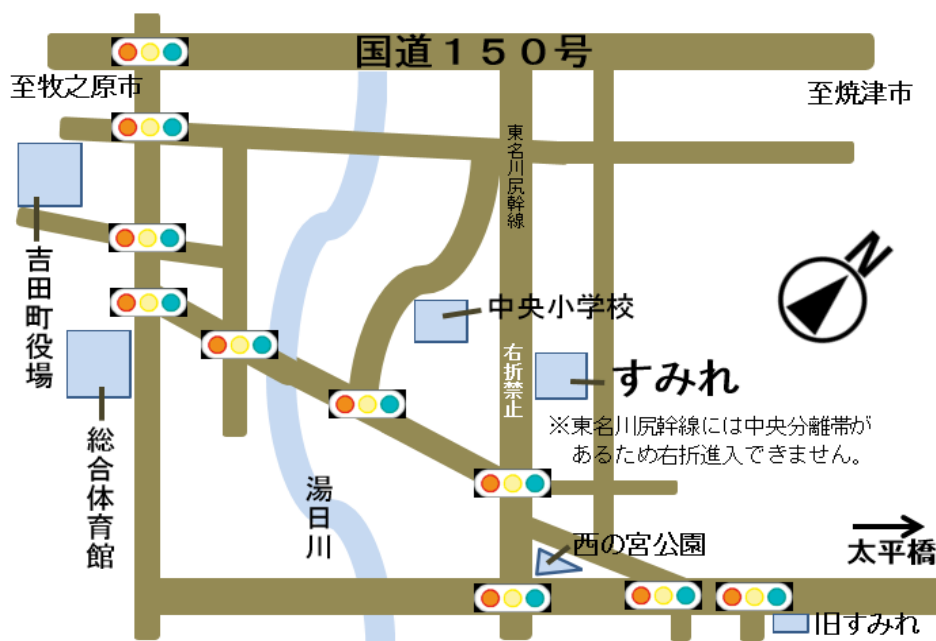 国道１５０号
至牧之原市
至焼津市
東名川尻幹線
N
吉田町役場
中央小学校
右折禁止
すみれ
※東名川尻幹線には中央分離帯が
あるため右折進入できません。
総合体育館
湯日川
西の宮公園
太平橋
旧すみれ